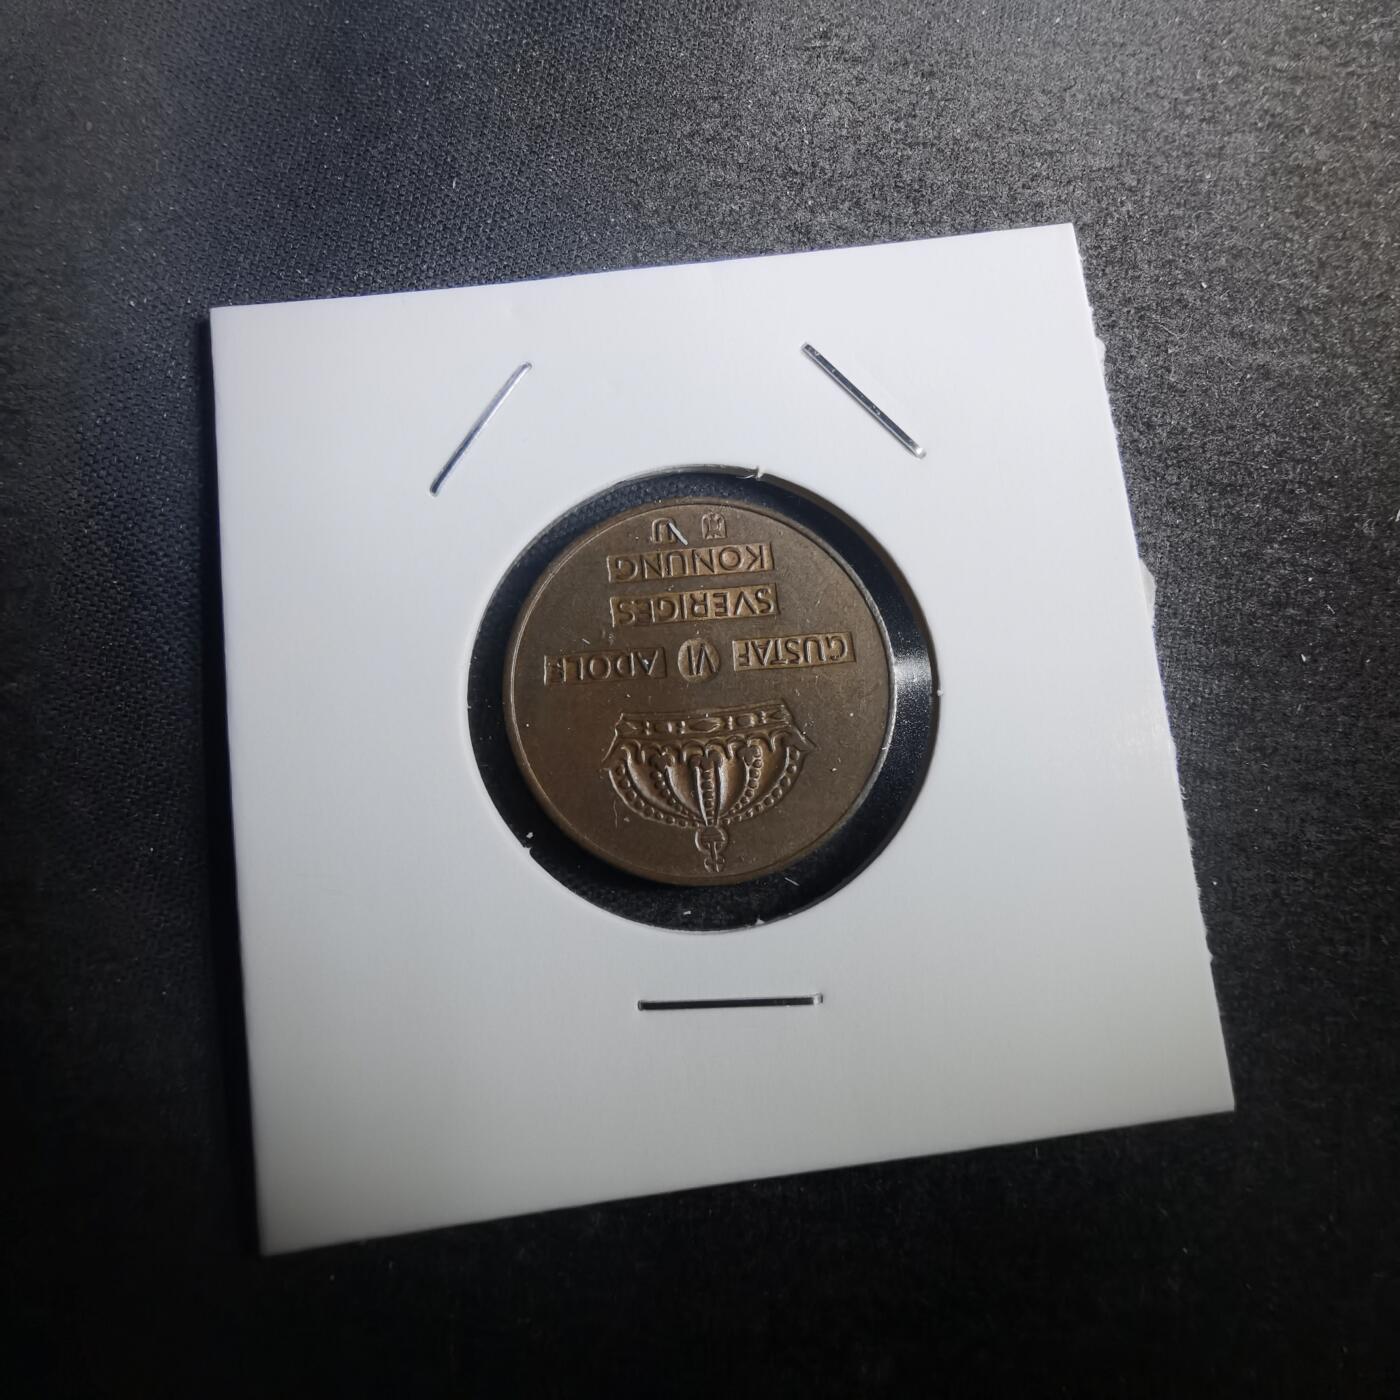 GUSTAF VI ADOLF
SVERIGES
KONUNG
U